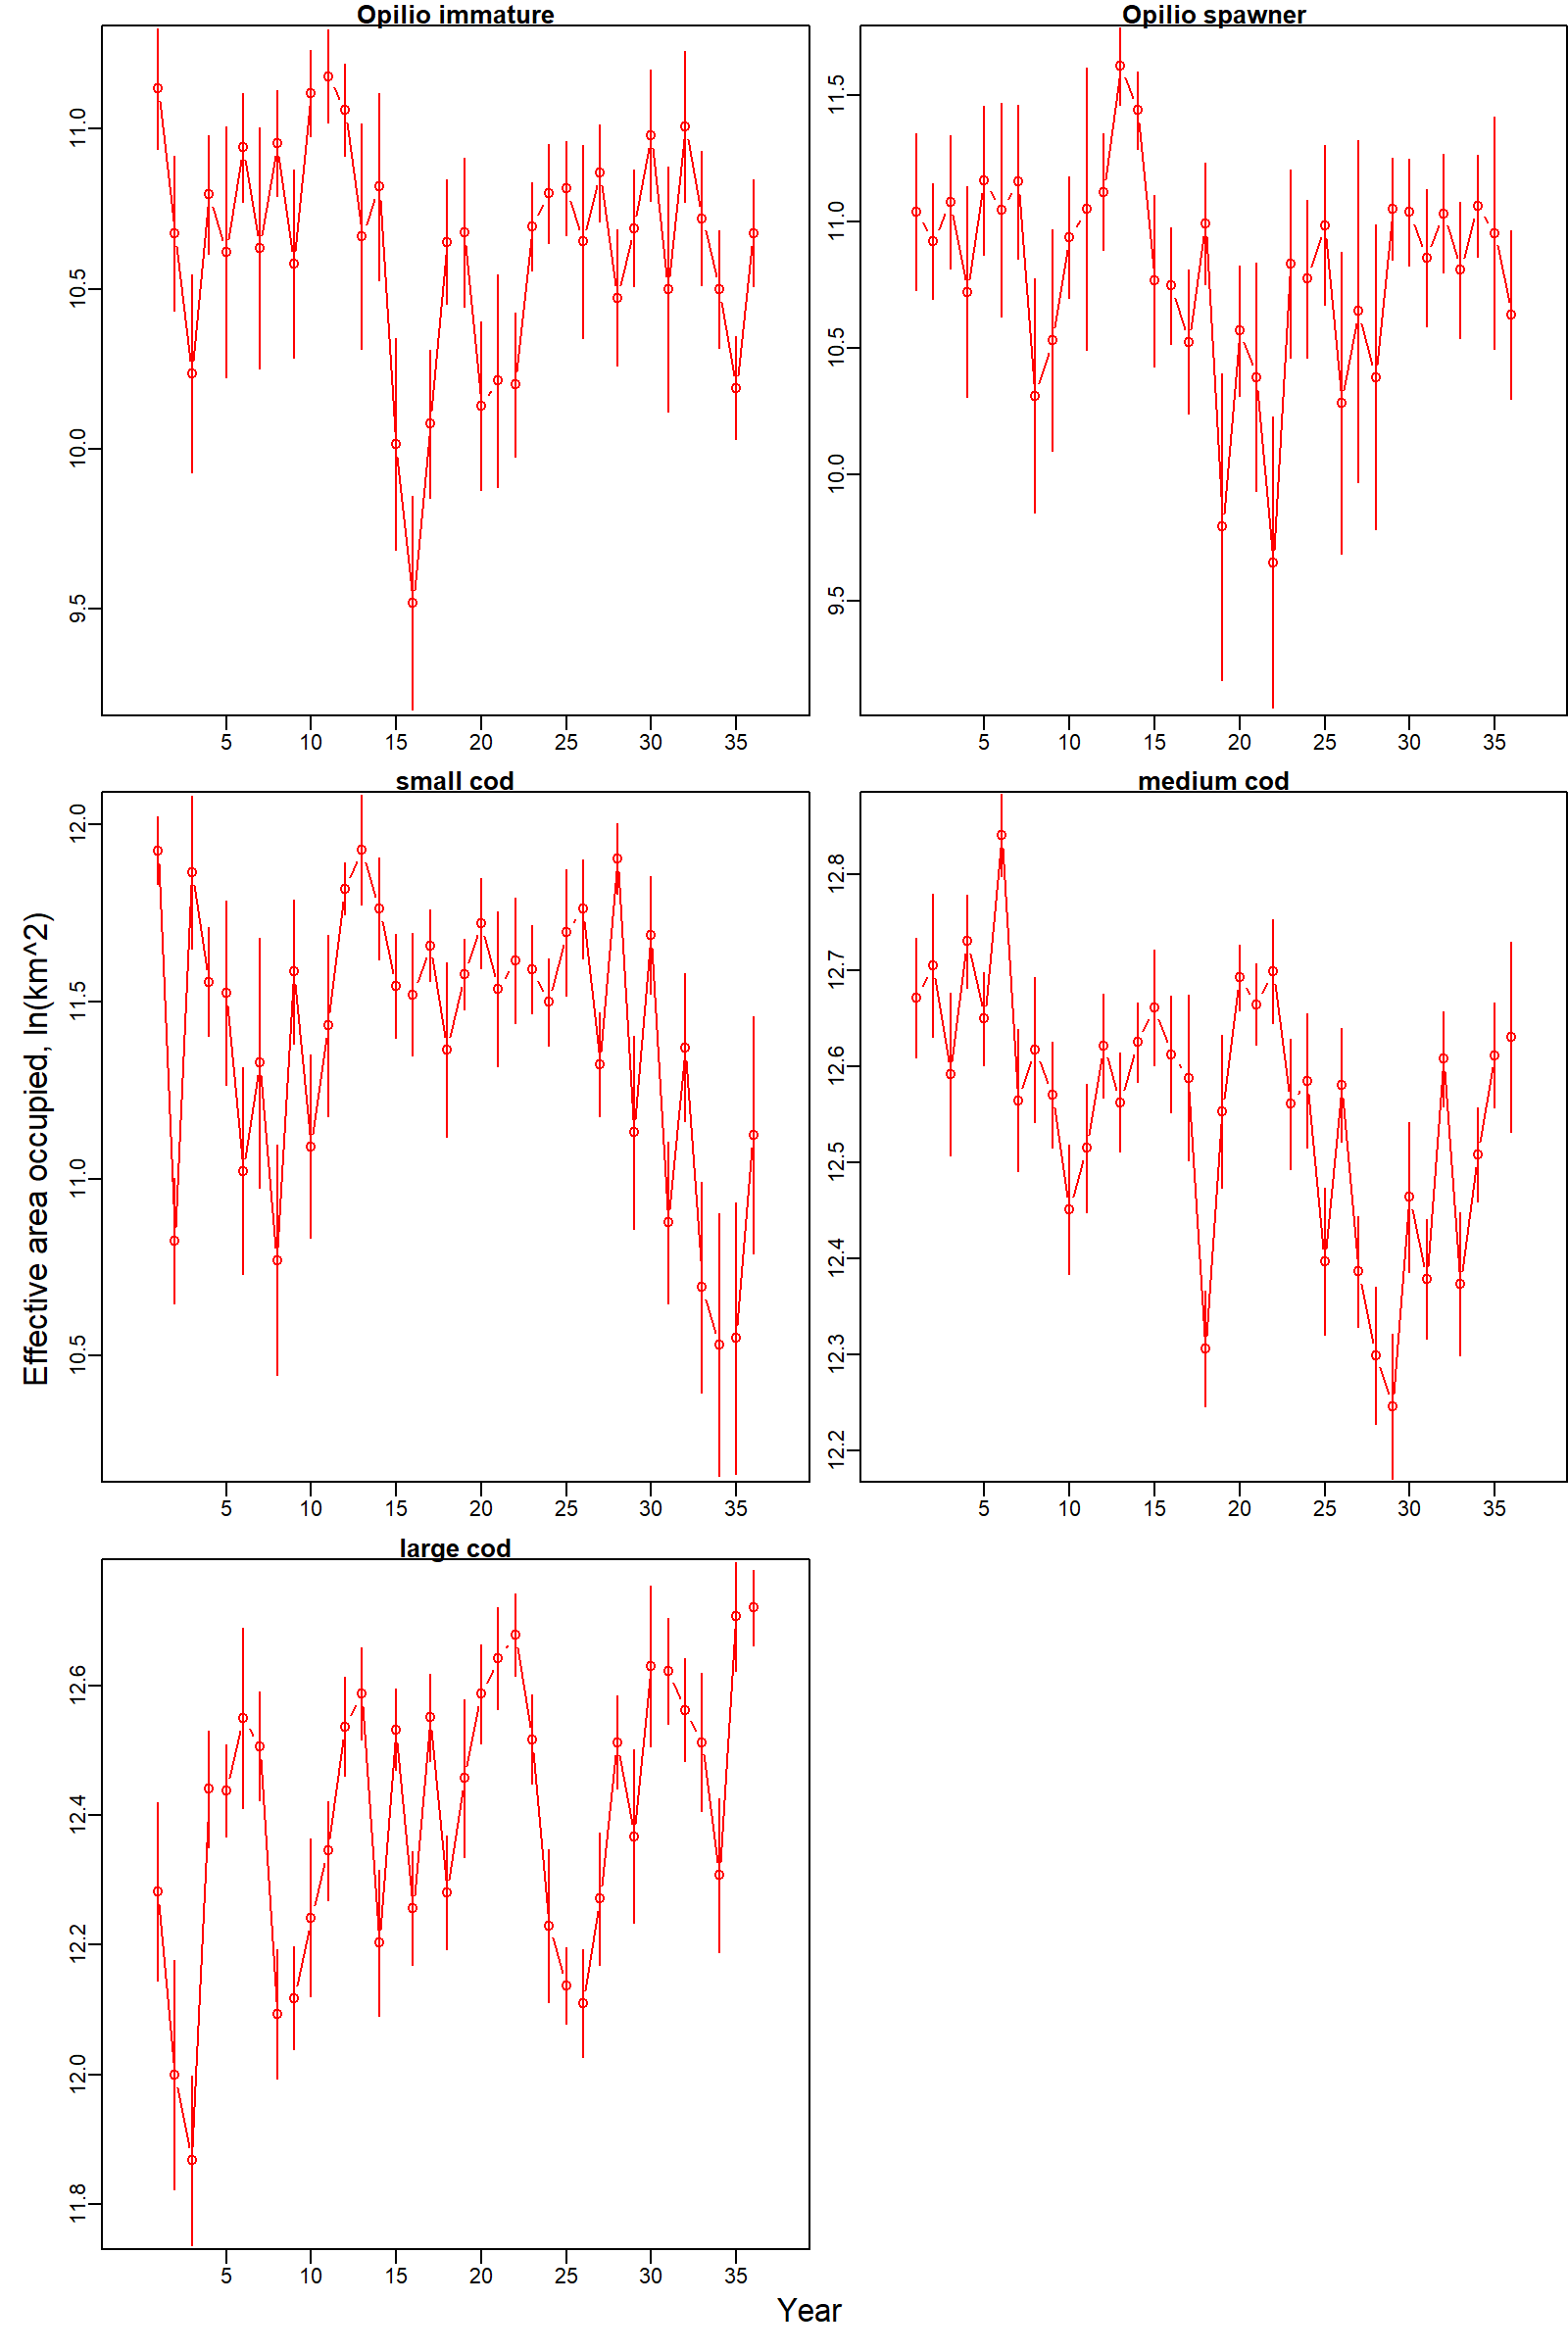 Opilio immature
Opilio spawner
11.0
10.5
10.0
9.5
5 10 15 20 25 30 35
11.5
11.0
10.5
10.0
9.5
5 10 15 20 25 30 35
small cod
medium cod
Effective area occupied, ln(km^2)
12.0
11.5
11.0
10.5
5 10 15 20 25 30 35
12.8
12.7
12.6
12.5
12.4
12.3
12.2
5 10 15 20 25 30 35
large cod
12.6
12.4
12.2
12.0
11.8
5 10 15 20 25 30 35
Year